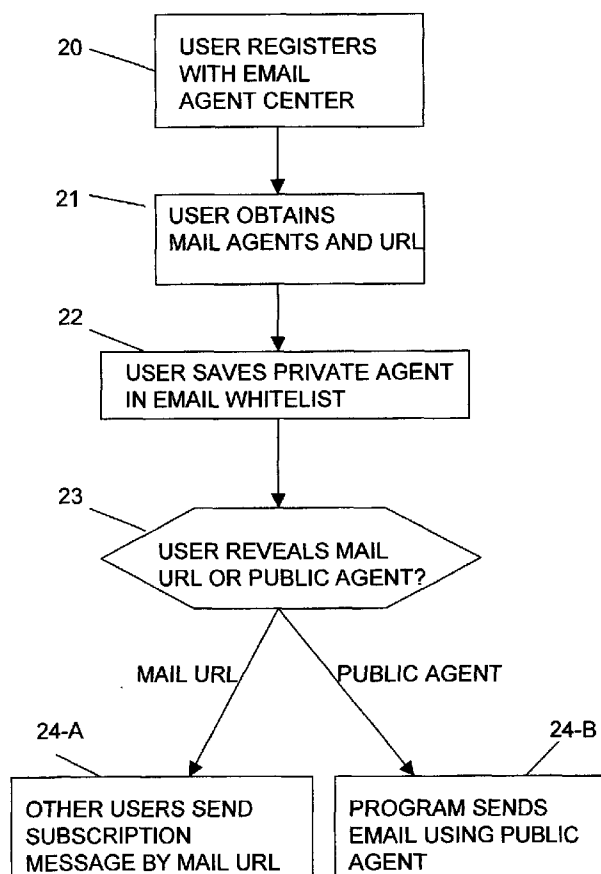 20
USER REGISTERS
WITH EMAIL
AGENT CENTER
21
USER OBTAINS
MAIL AGENTS AND URL
22
USER SAVES PRIVATE AGENT
IN EMAIL WHITELIST
23
USER REVEALS MAIL
URL OR PUBLIC AGENT?
MAIL URL
PUBLIC AGENT
24-A
24-B
OTHER USERS SEND
SUBSCRIPTION
MESSAGE BY MAIL URL
PROGRAM SENDS
EMAIL USING PUBLIC
AGENT